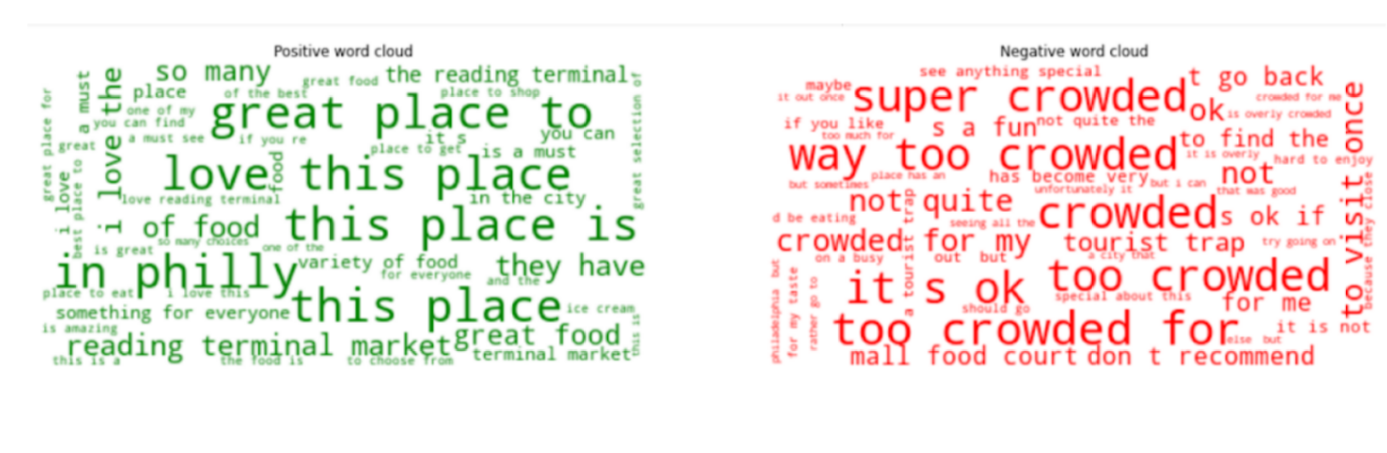 Positive word cloud
so many
great food
the reading terminal
place
of the best
place to shop
great place to
one of my
you can find
a must see
if you re
it s
you can
great
place to get
is a must
love this place
food
love reading terminal
in the city
of food
this place is
so many choices
is great
one of the
in philly
variety of food
for everyone
they have
and the
place to eat
i love this
this place
ice cream
something for everyone
is amazing
reading terminal market
great food
terminal market
this is a
the food is
to choose from
great place for
a must
i love the
i love
best place to
great selection of
this is
Negative word cloud
see anything special
t go back
maybe
it out once
super crowded
ok
crowded for me
is overly crowded
if you like
s a fun
not quite the
too much for
to find the
way too crowded
it is overly
hard to enjoy
place has an
has become very
not
but sometimes
unfortunately it
but i can
that was good
not quite
crowded
s ok if
d be eating
seeing all the
crowded for my
tourist trap
try going on
on a busy
out but
a city that
it s ok
too crowded
special about this
for me
should go
too crowded for
it is not
else but
mall food court
don t recommend
philadelphia but
for my taste
rather go to
a tourist trap
to visit once
because they close